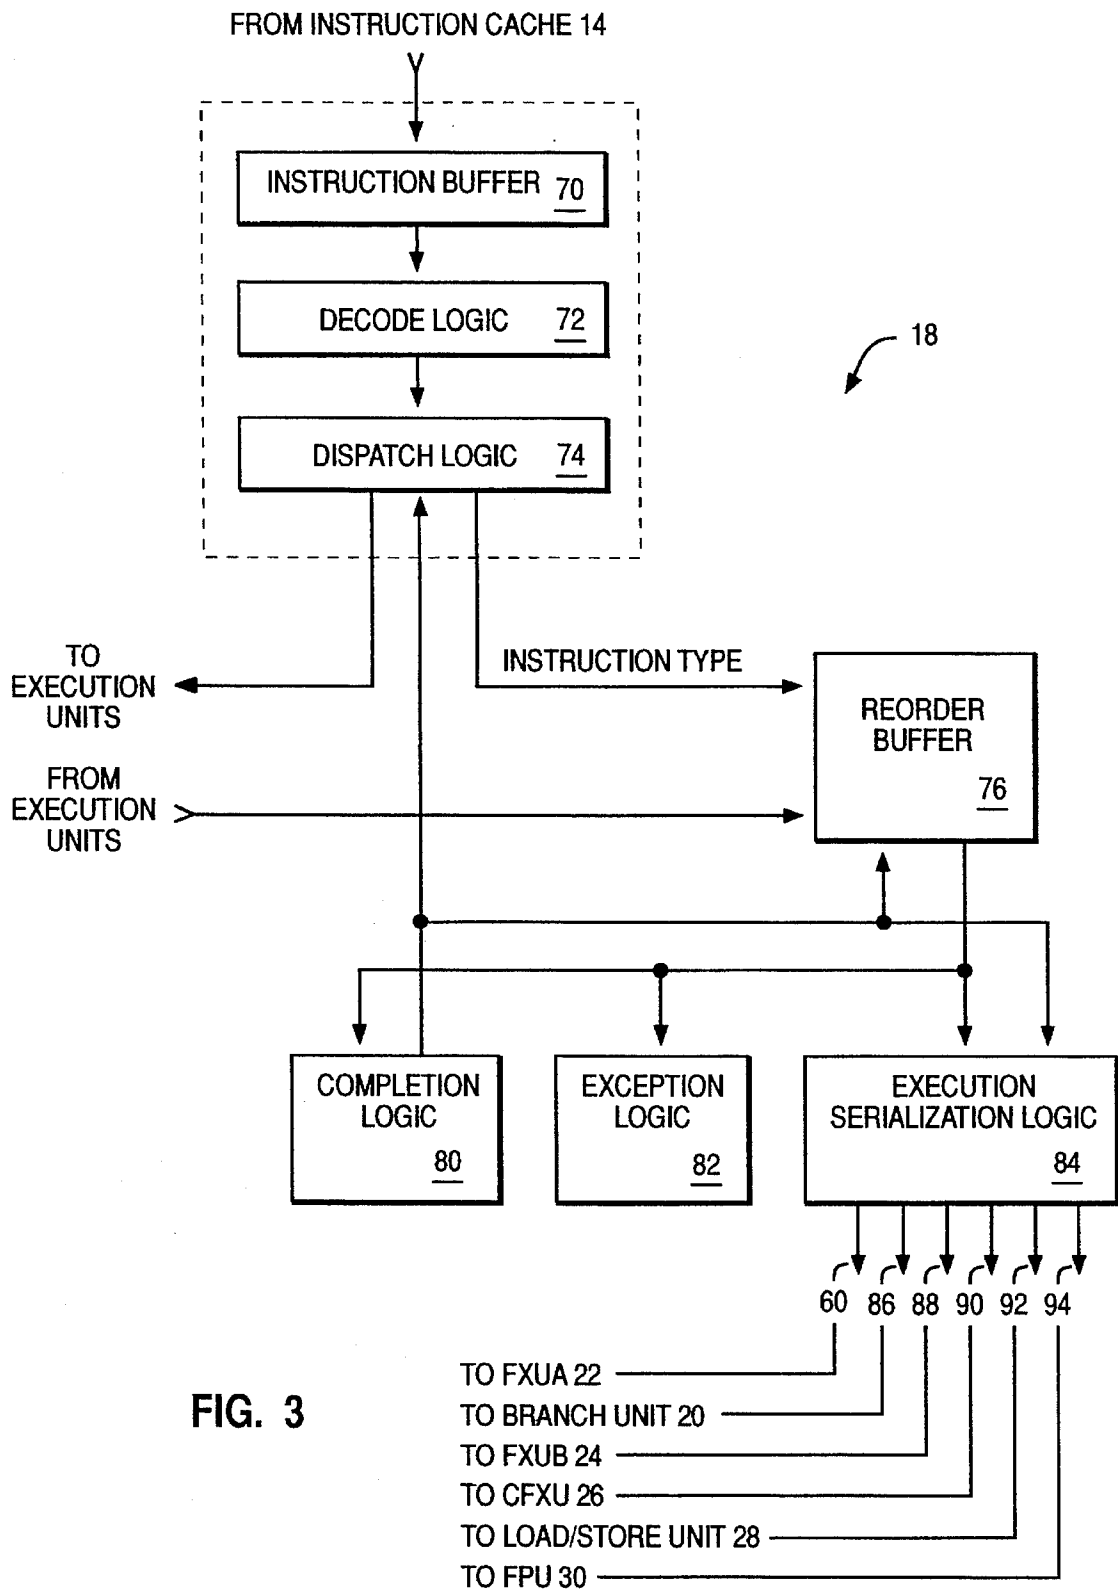 FROM INSTRUCTION CACHE 14
INSTRUCTION BUFFER 70
DECODE LOGIC 72
18
DISPATCH LOGIC 74
TO
EXECUTION
UNITS
INSTRUCTION TYPE
REORDER
BUFFER
76
FROM
EXECUTION
UNITS
COMPLETION
LOGIC
80
EXCEPTION
LOGIC
82
EXECUTION
SERIALIZATION LOGIC
84
60 86 88 90 92 94
TO FXUA 22
TO BRANCH UNIT 20
TO FXUB 24
TO CFXU 26
TO LOAD/STORE UNIT 28
TO FPU 30
FIG. 3